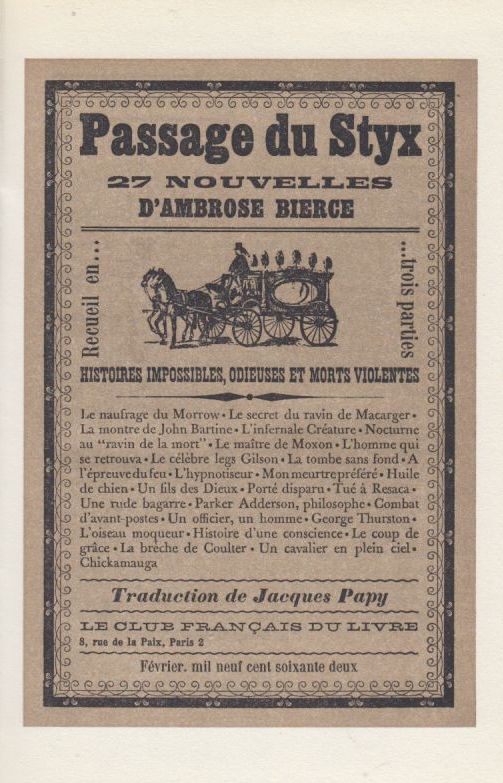 Passage du Styx
27 NOUVELLES
D'AMBROSE BIERCE
Recueil en...
...trois parties
HISTOIRES IMPOSSIBLES, ODIEUSES ET MORTS VIOLENTES
Le naufrage du Morrow • Le secret du ravin de Macarger •
La montre de John Bartine • L'infernale Créature • Nocturne
au "ravin de la mort" • Le maître de Moxon • L'homme qui
se retrouva • Le célèbre legs Gilson • La tombe sans fond • A
l'épreuve du feu • L'hypnotiseur • Mon meurtre préféré • Huile
de chien • Un fils des Dieux • Porté disparu • Tué à Resaca •
Une rude bagarre • Parker Adderson, philosophe • Combat
d'avant-postes • Un officier, un homme • George Thurston •
L'oiseau moqueur • Histoire d'une conscience • Le coup de
grâce • La brèche de Coulter • Un cavalier en plein ciel •
Chickamauga
Traduction de Jacques Papy
LE CLUB FRANÇAIS DU LIVRE
8, rue de la Paix, Paris 2
Février. mil neuf cent soixante deux